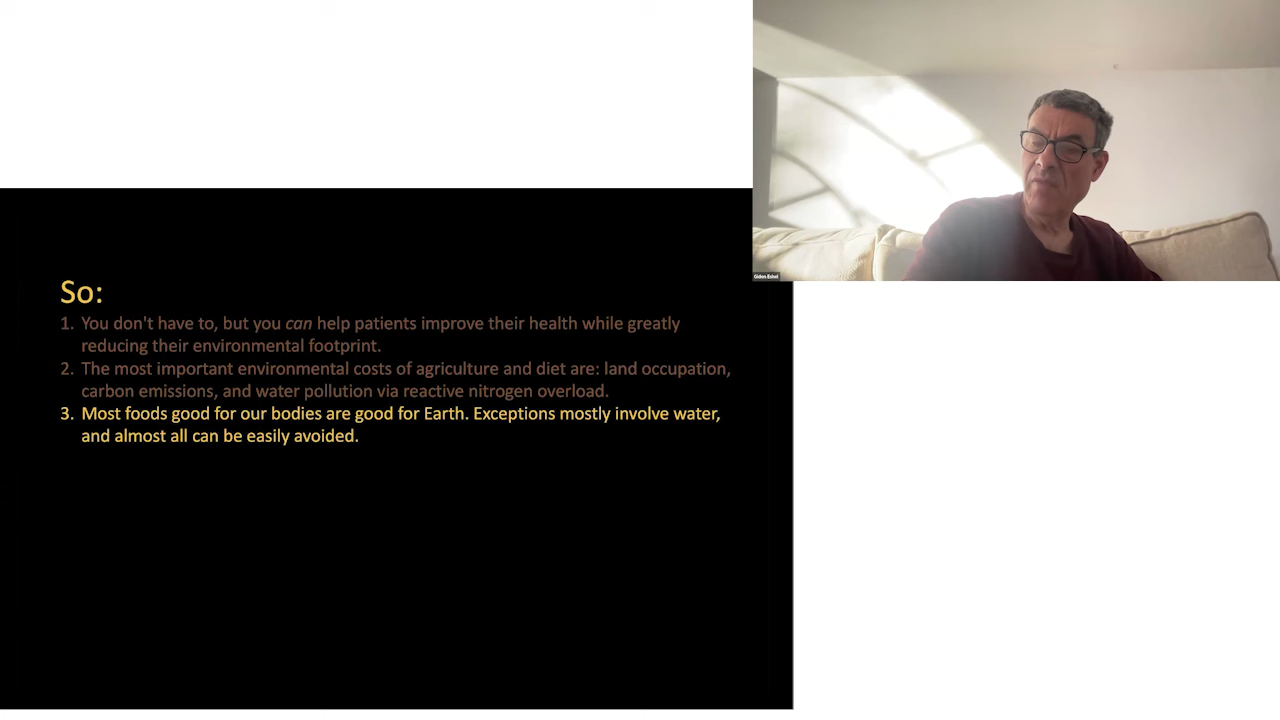 Gidon Eshel
So:
1. You don't have to, but you can help patients improve their health while greatly
reducing their environmental footprint.
2. The most important environmental costs of agriculture and diet are: land occupation,
carbon emissions, and water pollution via reactive nitrogen overload.
3. Most foods good for our bodies are good for Earth. Exceptions mostly involve water,
and almost all can be easily avoided.